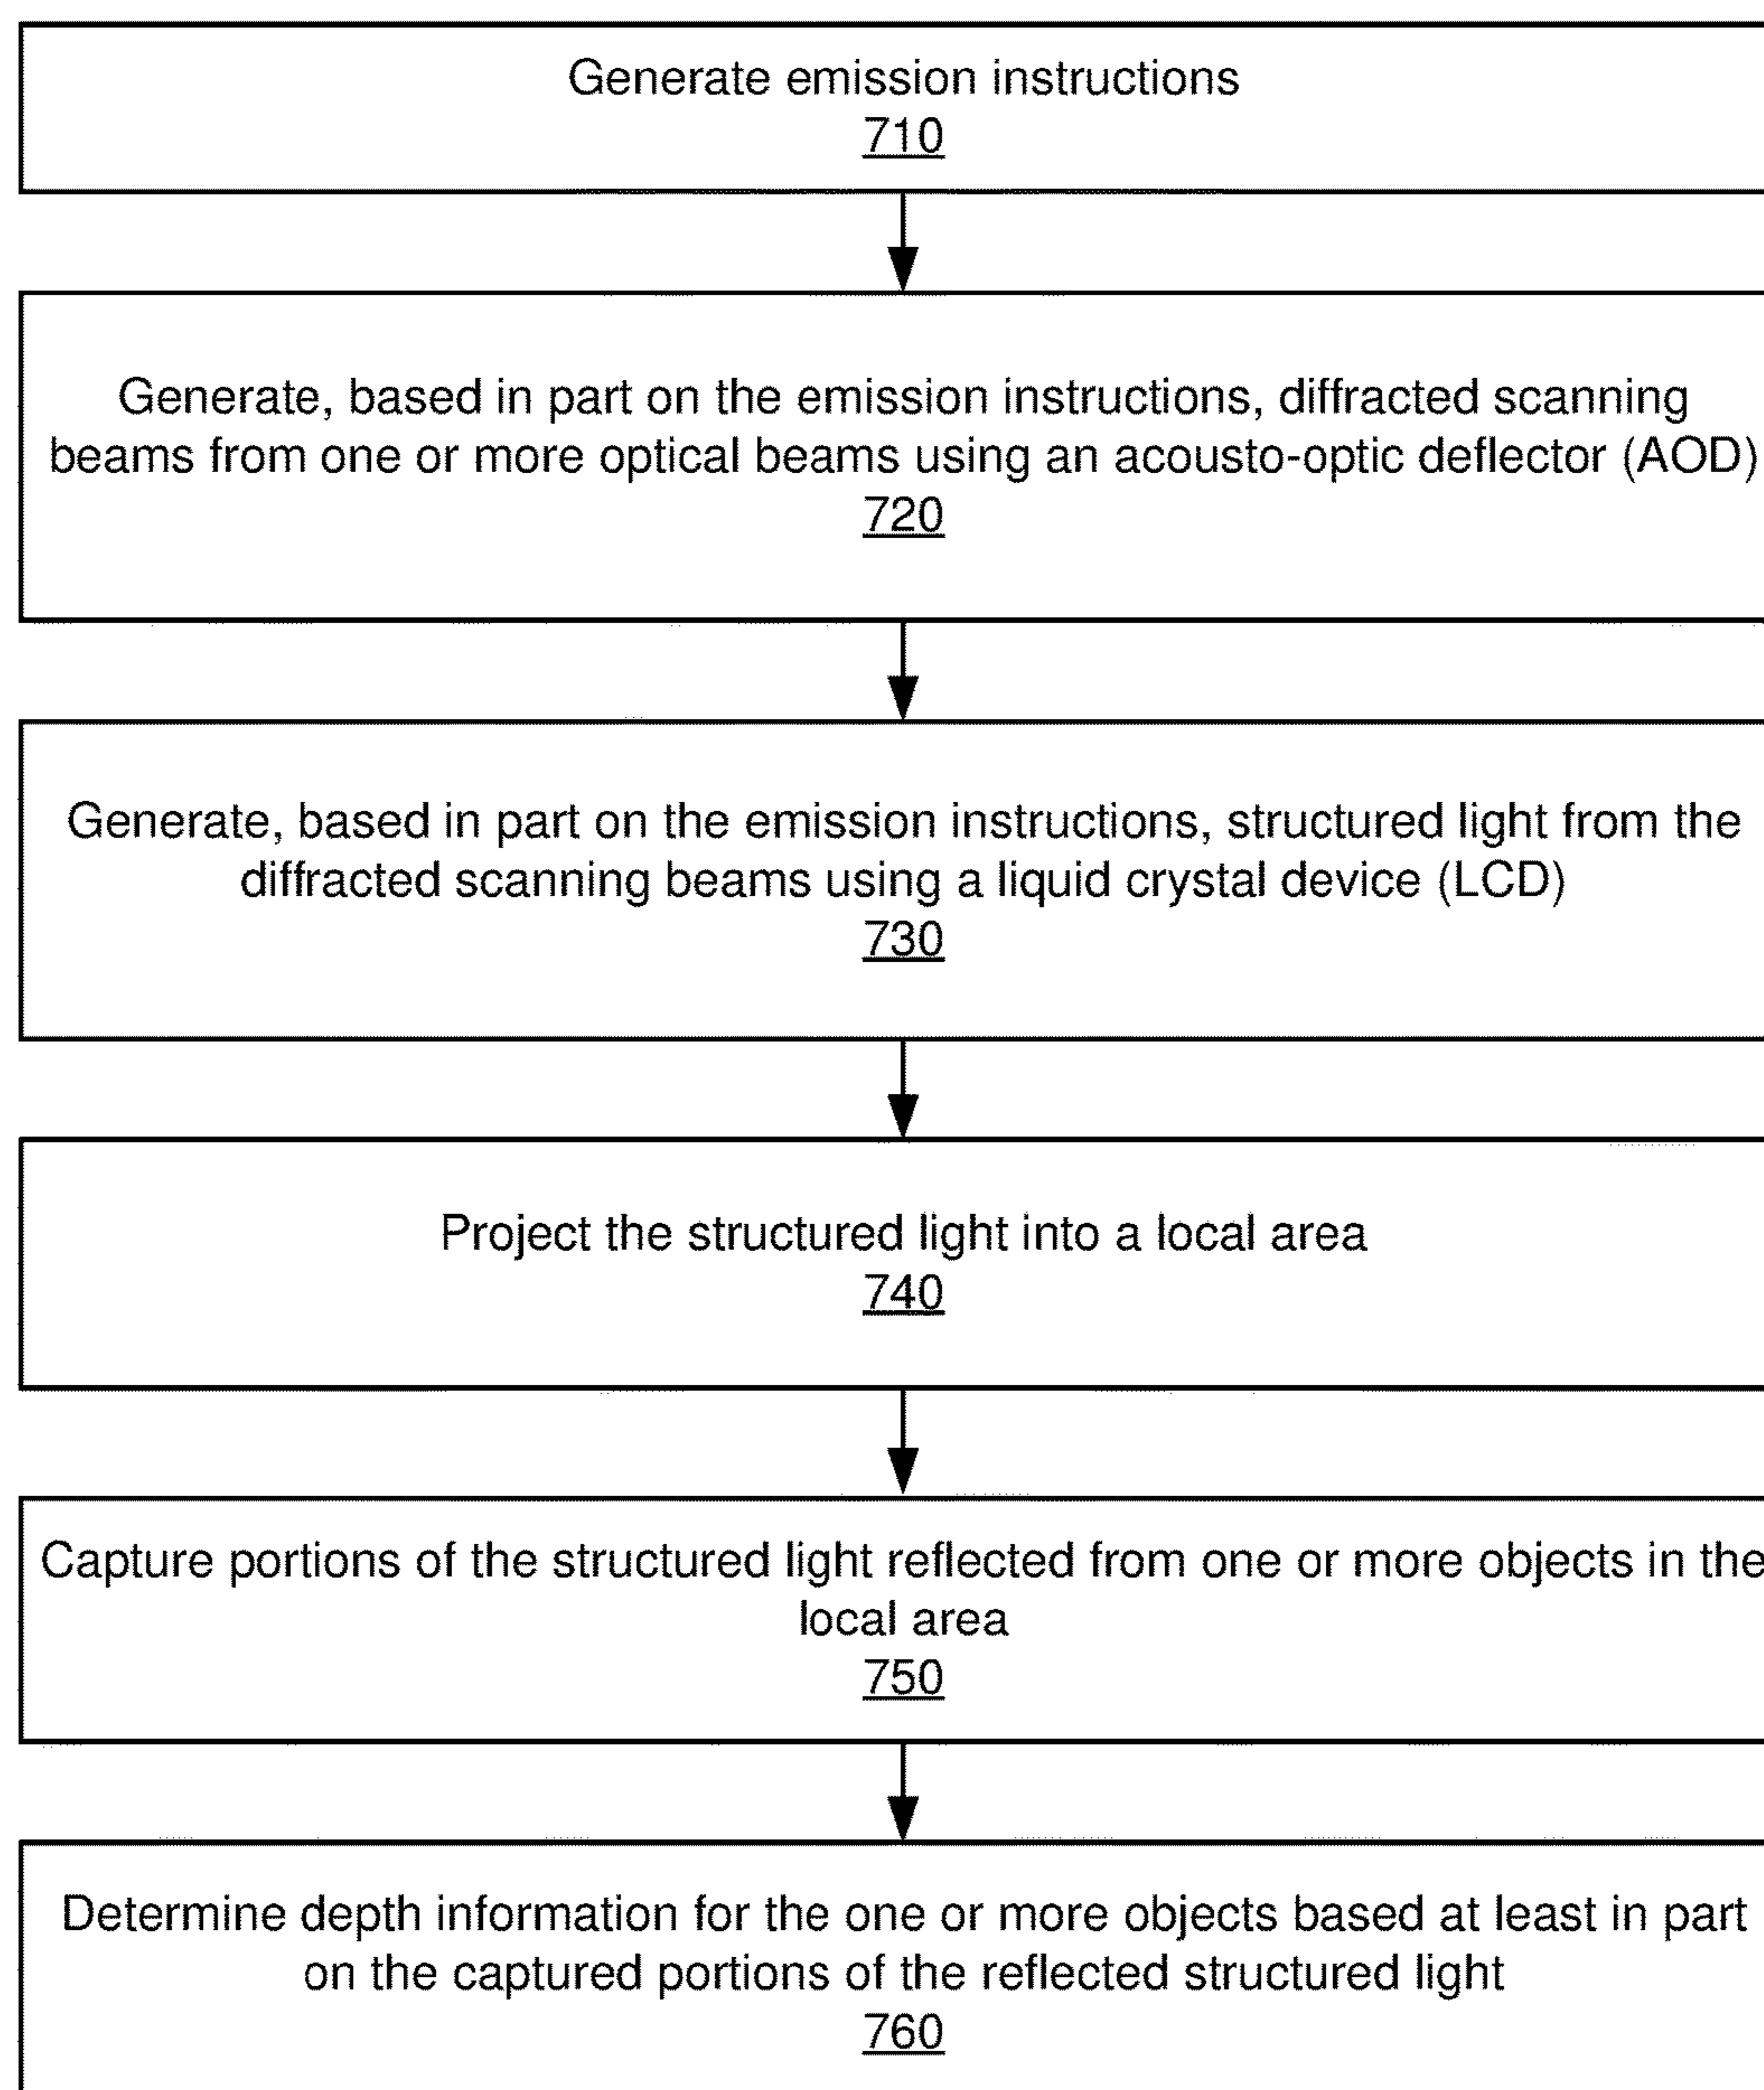 Generate emission instructions
710
Generate, based in part on the emission instructions, diffracted scanning
beams from one or more optical beams using an acousto-optic deflector (AOD)
720
Generate, based in part on the emission instructions, structured light from the
diffracted scanning beams using a liquid crystal device (LCD)
730
Project the structured light into a local area
740
Capture portions of the structured light reflected from one or more objects in the
local area
750
Determine depth information for the one or more objects based at least in part
on the captured portions of the reflected structured light
760